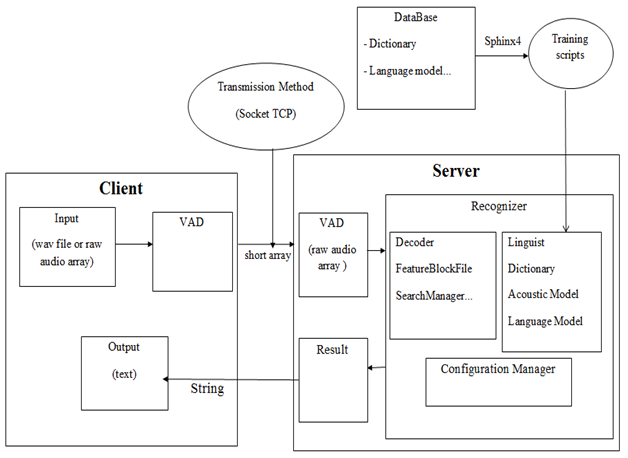 DataBase
- Dictionary
- Language model...
Sphinx4
Training
scripts
Transmission Method
(Socket TCP)
Client
Input
(wav file or raw
audio array)
VAD
short array
Output
(text)
String
Server
VAD
(raw audio
array )
Result
Recognizer
Decoder
FeatureBlockFile
SearchManager...
Linguist
Dictionary
Acoustic Model
Language Model
Configuration Manager